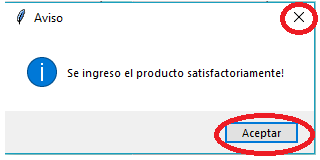 Aviso
Se ingreso el producto satisfactoriamente!
Aceptar